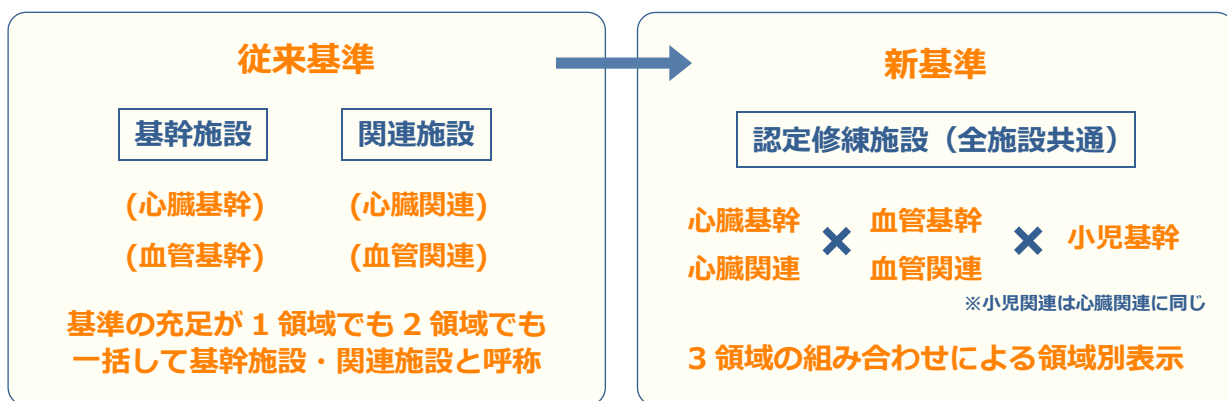 従来基準
基幹施設
関連施設
(心臓基幹)
(心臓関連)
(血管基幹)
(血管関連)
基準の充足が 1 領域でも 2 領域でも
一括して基幹施設・関連施設と呼称
新基準
認定修練施設（全施設共通）
心臓基幹
心臓関連
×
血管基幹
血管関連
×
小児基幹
※小児関連は心臓関連に同じ
3 領域の組み合わせによる領域別表示